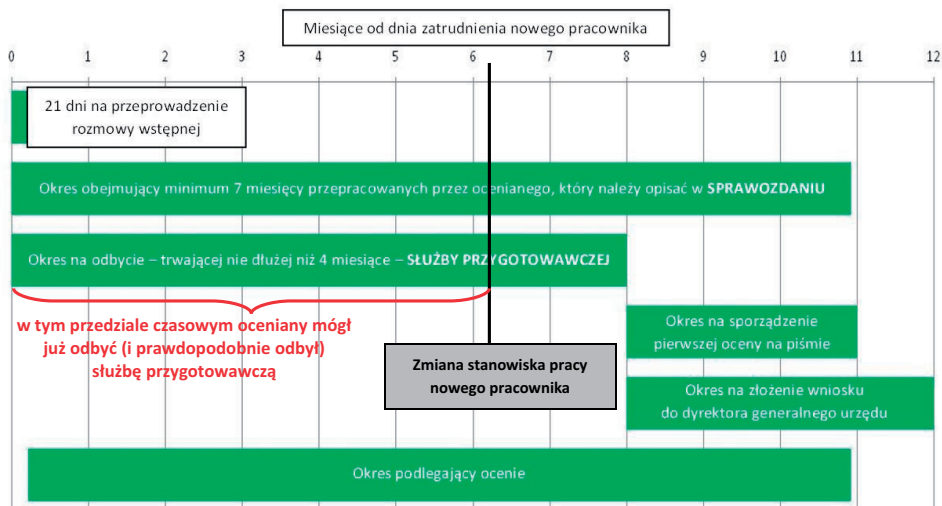 Miesiące od dnia zatrudnienia nowego pracownika
0 1 2 3 4 5 6 7 8 9 10 11 12
21 dni na przeprowadzenie
rozmowy wstępnej
Okres obejmujący minimum 7 miesięcy przepracowanych przez ocenianego, który należy opisać w SPRAWOZDANIU
Okres na odbycie – trwającej nie dłużej niż 4 miesiące – SŁUŻBY PRZYGOTOWAWCZEJ
w tym przedziale czasowym oceniany mógł
już odbyć (i prawdopodobnie odbył)
służbę przygotowawczą
Okres na sporządzenie
pierwszej oceny na piśmie
Zmiana stanowiska pracy
nowego pracownika
Okres na złożenie wniosku
do dyrektora generalnego urzędu
Okres podlegający ocenie